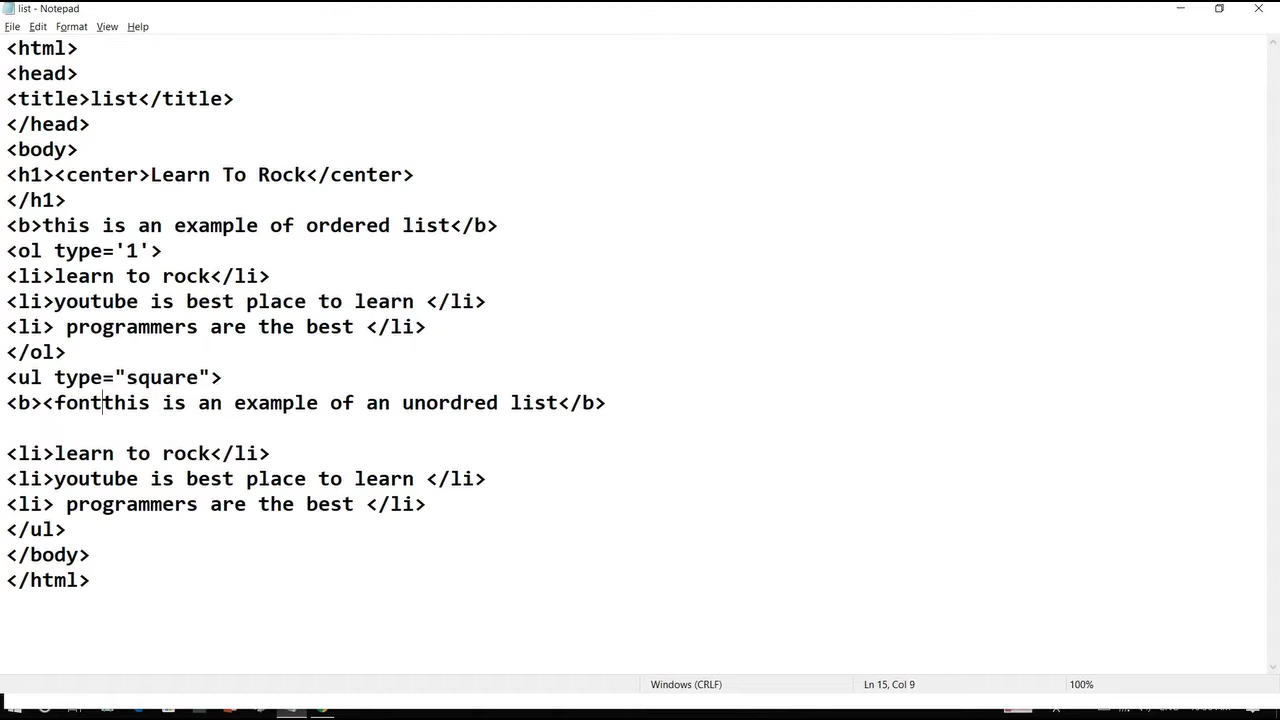 list - Notepad
File Edit Format View Help
<html>
<head>
<title>list</title>
</head>
<body>
<h1><center>Learn To Rock</center>
</h1>
<b>this is an example of ordered list</b>
<ol type='1'>
<li>learn to rock</li>
<li>youtube is best place to learn </li>
<li> programmers are the best </li>
</ol>
<ul type="square">
<b><fontthis is an example of an unordred list</b>
<li>learn to rock</li>
<li>youtube is best place to learn </li>
<li> programmers are the best </li>
</ul>
</body>
</html>
Windows (CRLF) Ln 15, Col 9 100%